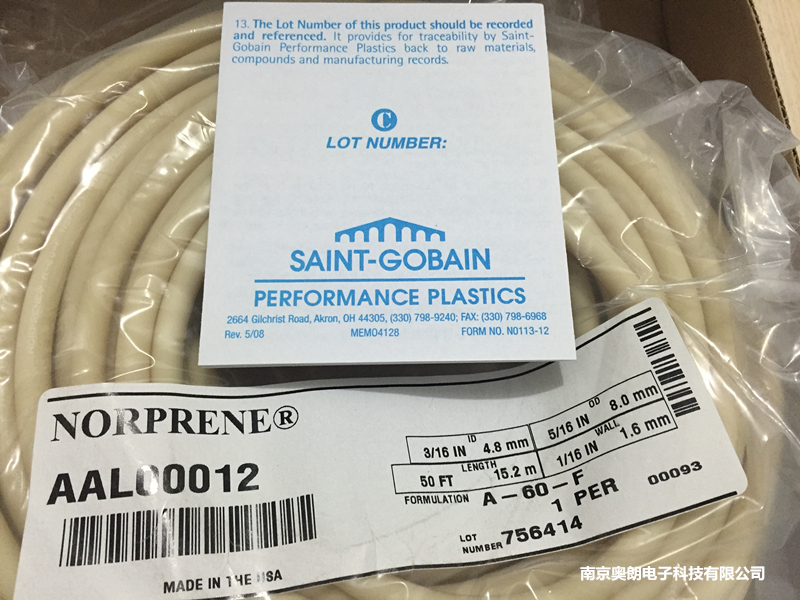 13. The Lot Number of this product should be recorded
and referenced. It provides for traceability by Saint-
Gobain Performance Plastics back to raw materials,
compounds and manufacturing records.
C
LOT NUMBER:
SAINT-GOBAIN
PERFORMANCE PLASTICS
2664 Gilchrist Road, Akron, OH 44305, (330) 798-9240; FAX: (330) 798-6968
Rev. 5/08 MEMO4128 FORM NO. N0113-12
NORPRENE®
AAL00012
3/16 IN ID 4.8 mm 5/16 IN OD 8.0 mm
50 FT LENGTH 15.2 m 1/16 IN WALL 1.6 mm
FORMULATION A-60-F
1 PER 00093
LOT NUMBER 756414
MADE IN THE USA
南京奥朗电子科技有限公司